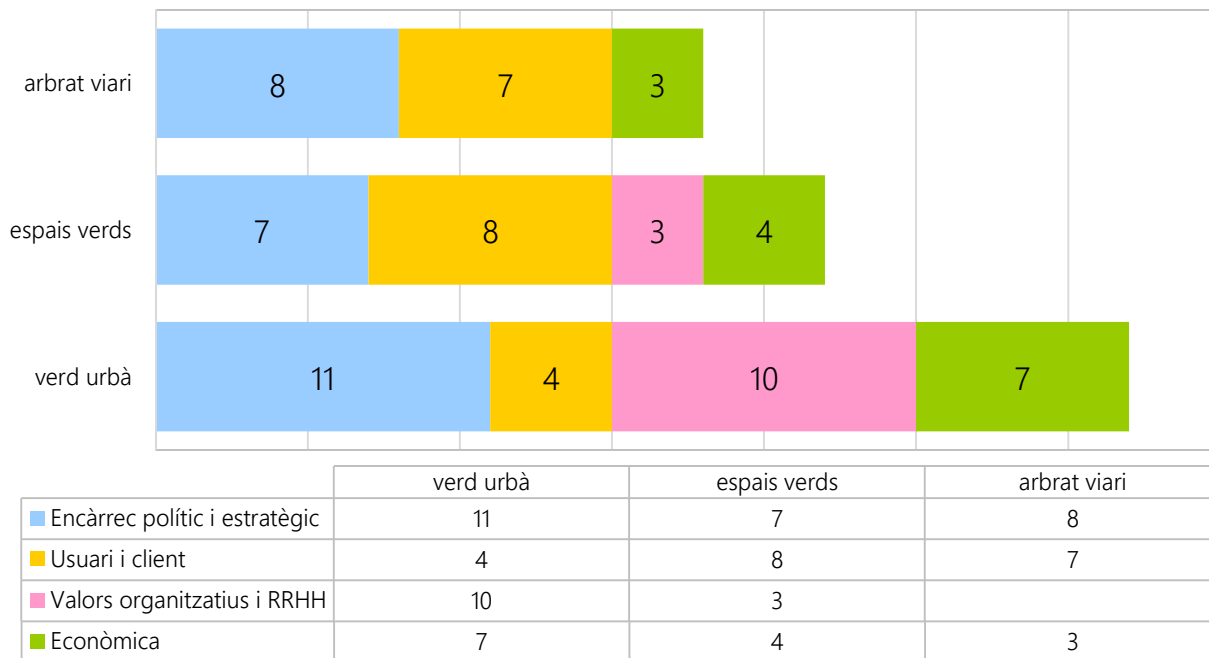 arbrat viari 8 7 3
espais verds 7 8 3 4
verd urbà 11 4 10 7
verd urbà espais verds arbrat viari
Encàrrec polític i estratègic 11 7 8
Usuari i client 4 8 7
Valors organitzatius i RRHH 10 3
Econòmica 7 4 3